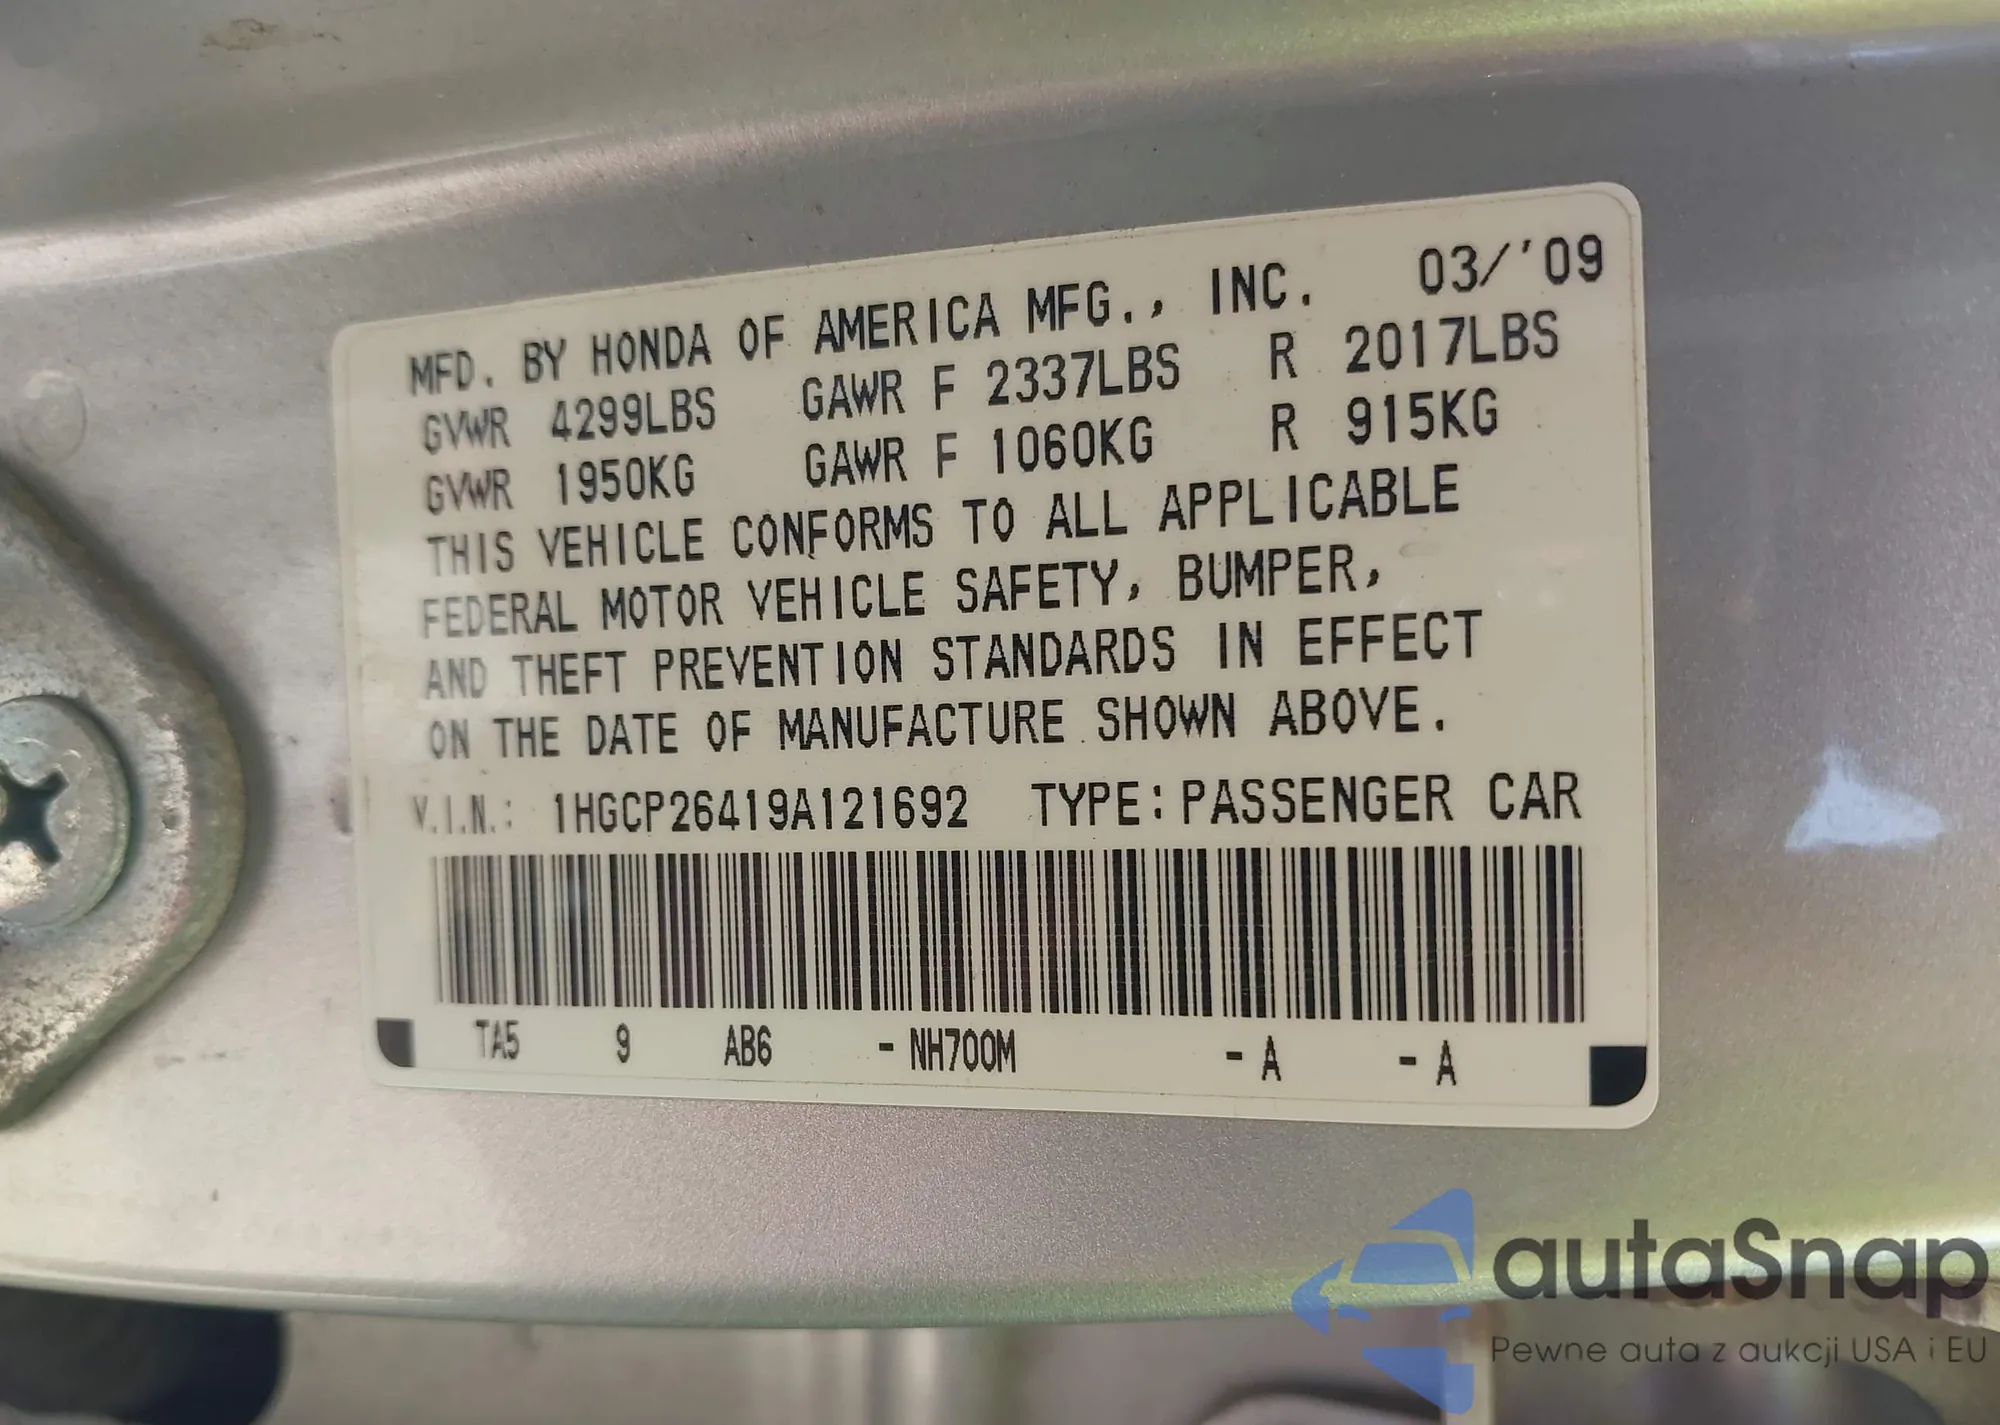 MFD. BY HONDA OF AMERICA MFG., INC. 03/'09
GVWR 4299LBS GAWR F 2337LBS R 2017LBS
GVWR 1950KG GAWR F 1060KG R 915KG
THIS VEHICLE CONFORMS TO ALL APPLICABLE
FEDERAL MOTOR VEHICLE SAFETY, BUMPER,
AND THEFT PREVENTION STANDARDS IN EFFECT
ON THE DATE OF MANUFACTURE SHOWN ABOVE.
V.I.N.: 1HGCP26419A121692 TYPE: PASSENGER CAR
TA5 9 AB6 - NH700M - A - A
autaSnap
Pewne auta z aukcji USA i EU